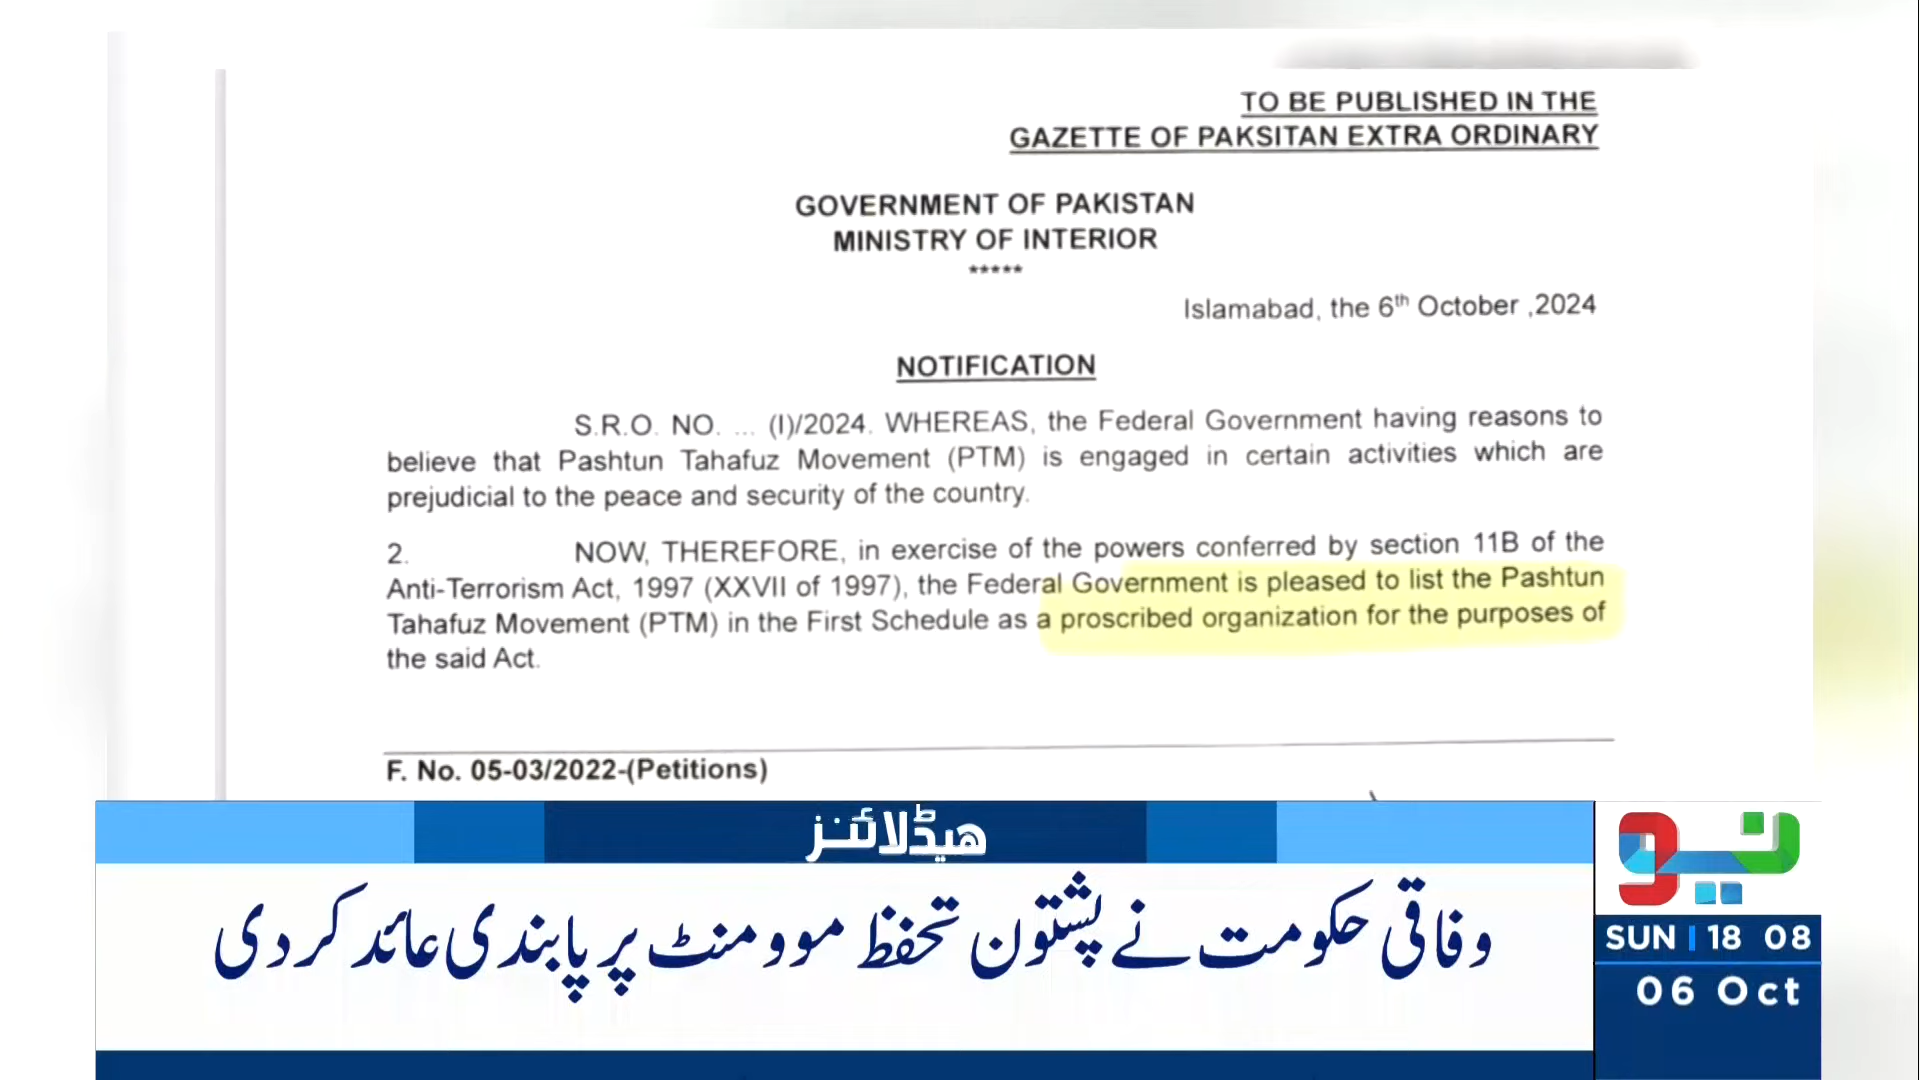 TO BE PUBLISHED IN THE
GAZETTE OF PAKSITAN EXTRA ORDINARY
GOVERNMENT OF PAKISTAN
MINISTRY OF INTERIOR
*****
Islamabad, the 6th October ,2024
NOTIFICATION
S.R.O. NO. ... (I)/2024. WHEREAS, the Federal Government having reasons to
believe that Pashtun Tahafuz Movement (PTM) is engaged in certain activities which are
prejudicial to the peace and security of the country.
2. NOW, THEREFORE, in exercise of the powers conferred by section 11B of the
Anti-Terrorism Act, 1997 (XXVII of 1997), the Federal Government is pleased to list the Pashtun
Tahafuz Movement (PTM) in the First Schedule as a proscribed organization for the purposes of
the said Act.
F. No. 05-03/2022-(Petitions)
ہیڈلائنز
وفاقی حکومت نے پشتون تحفظ موومنٹ پر پابندی عائد کردی
نیو
SUN | 18 08
06 Oct